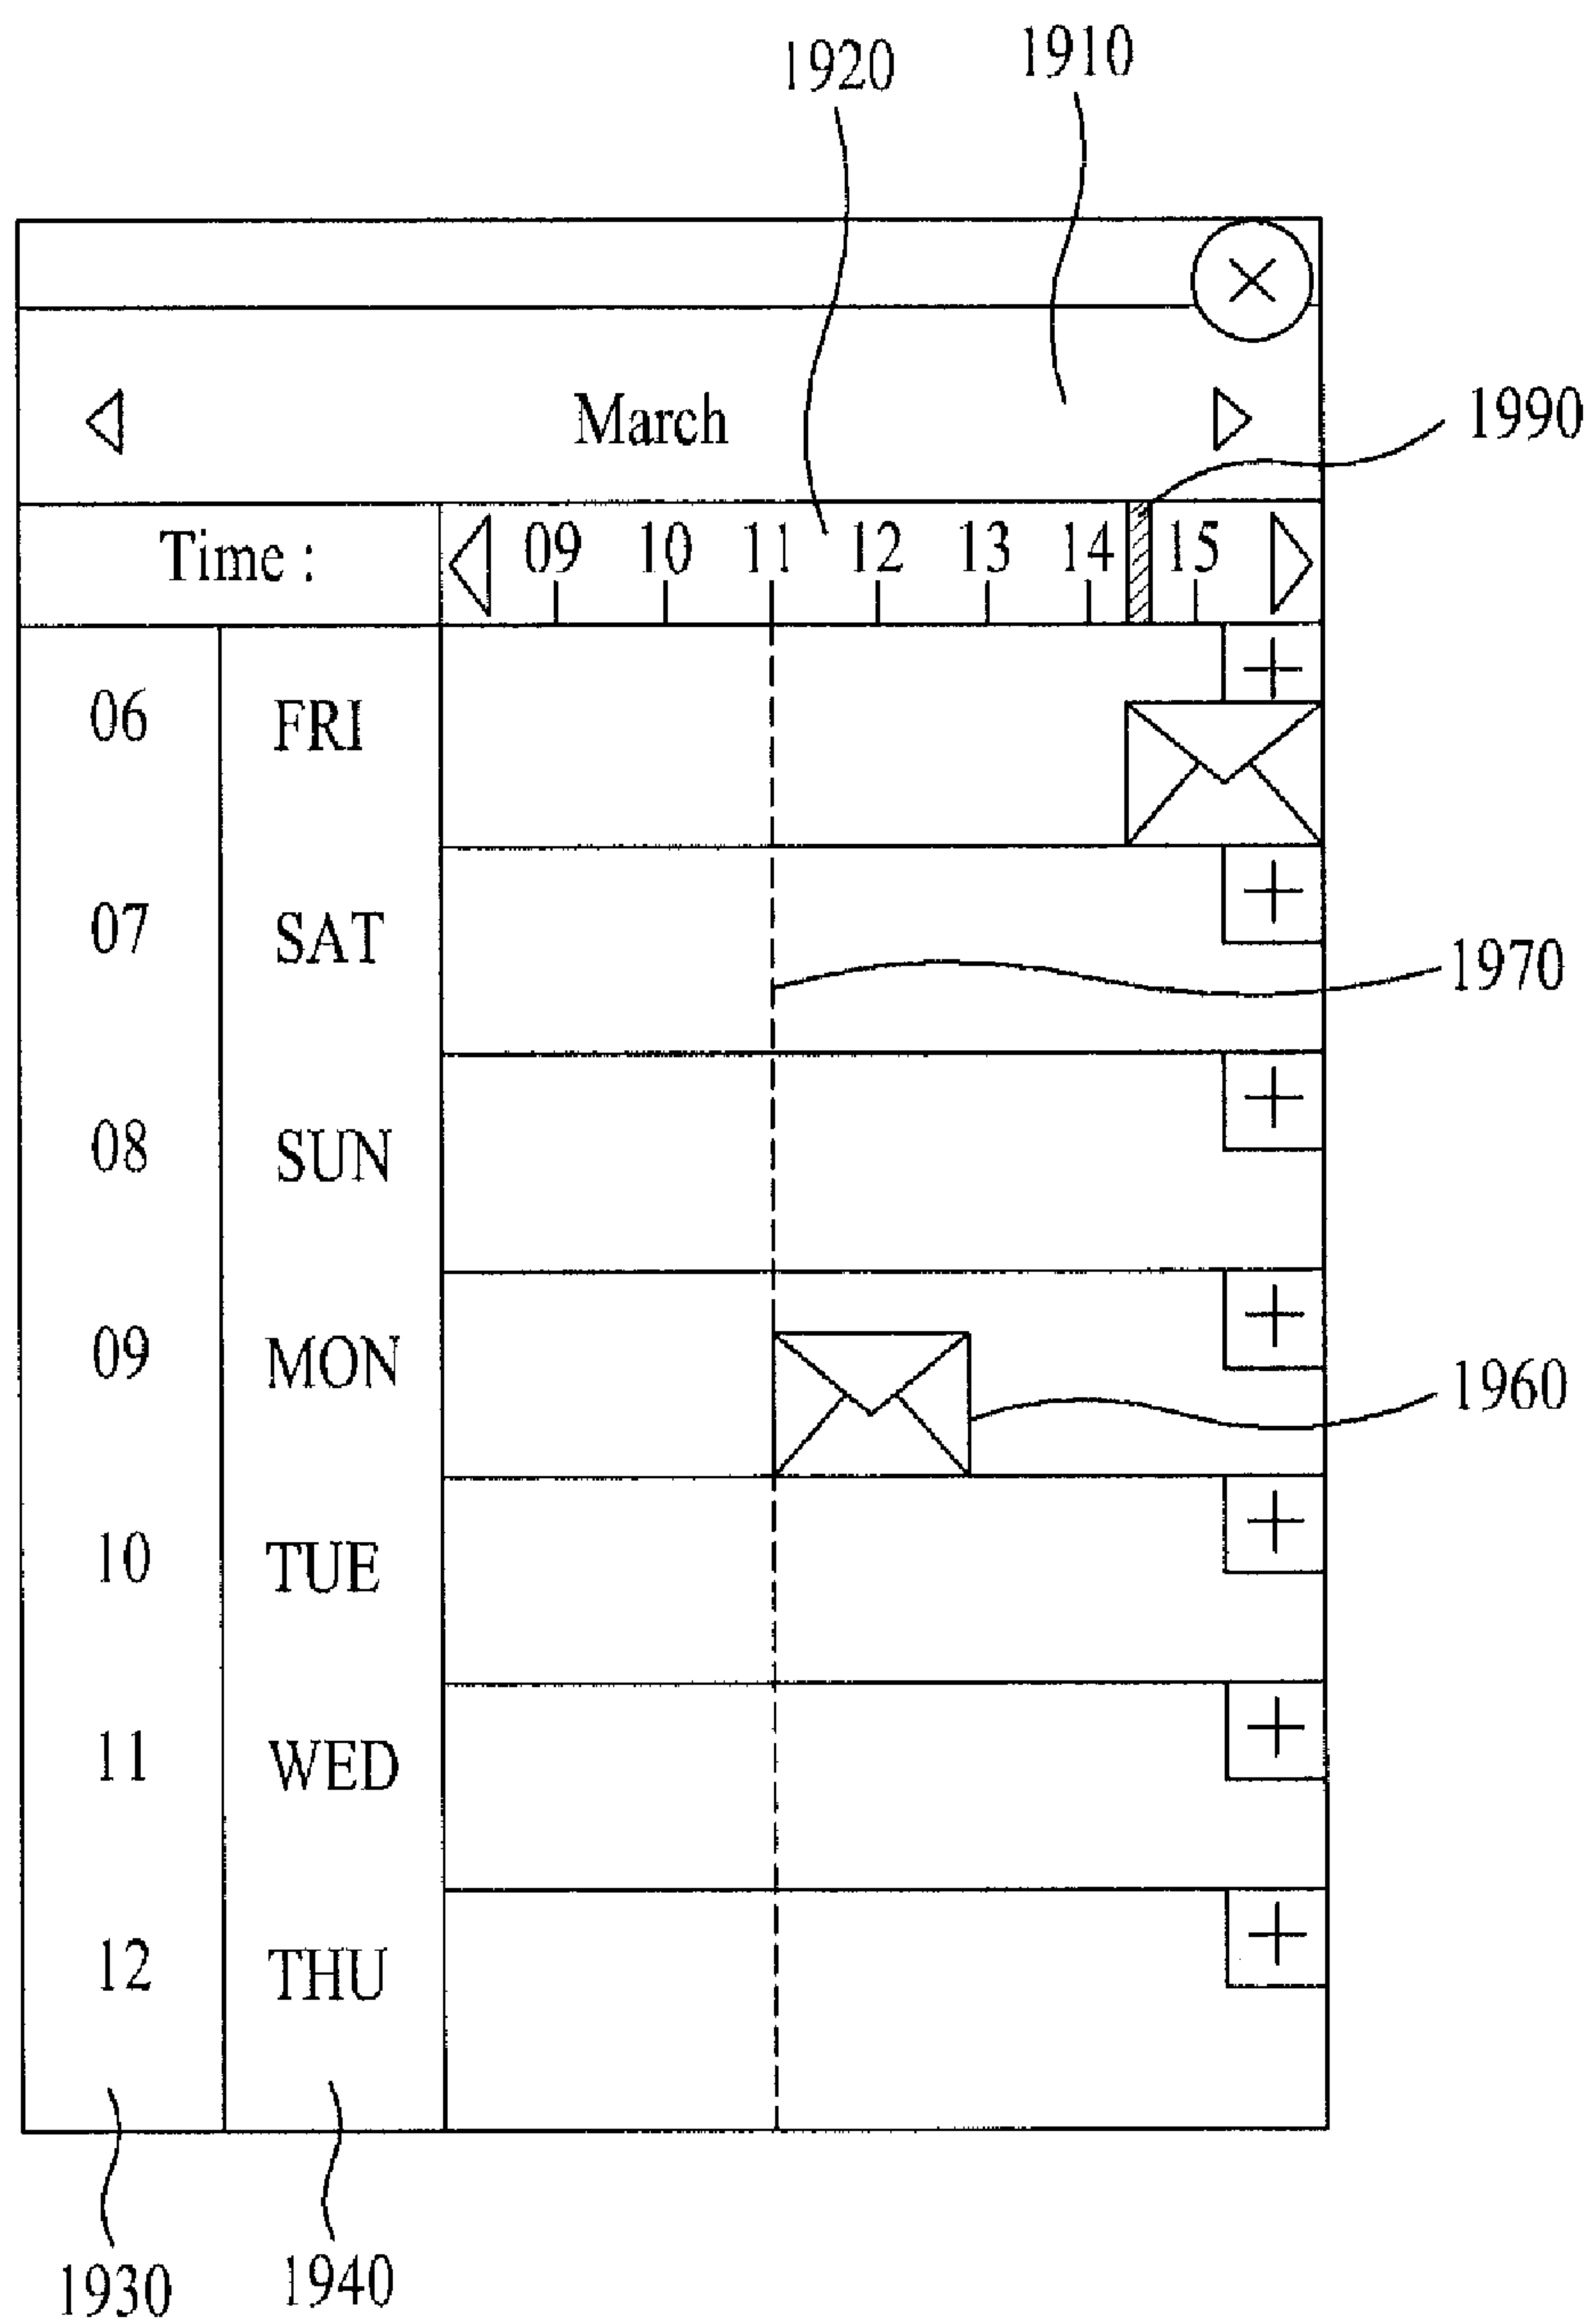 1920 1910
March
1990
Time : 09 10 11 12 13 14 15
06 FRI
07 SAT
1970
08 SUN
09 MON
1960
10 TUE
11 WED
12 THU
1930 1940